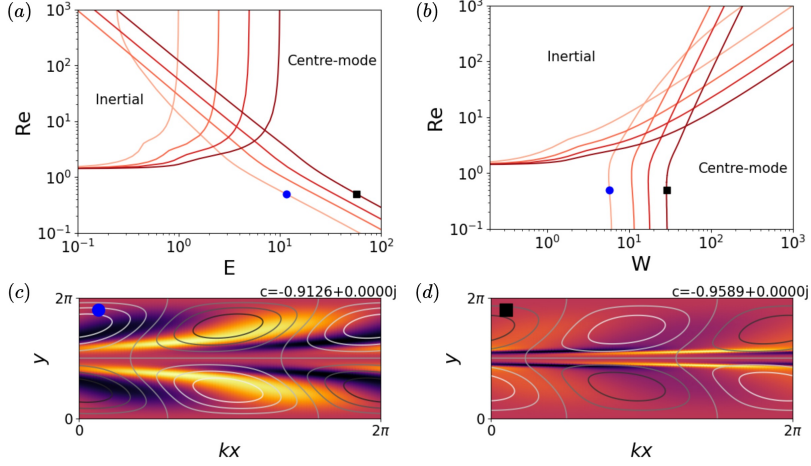 (a)
10³
10²
10¹
10⁰
10⁻¹
Re
Inertial
Centre-mode
10⁻¹
10⁰
10¹
10²
E
(b)
10³
10²
10¹
10⁰
10⁻¹
Re
Inertial
Centre-mode
10⁰
10¹
10²
10³
W
(c)
c=-0.9126+0.0000j
2π
y
0
0
2π
kx
(d)
c=-0.9589+0.0000j
2π
y
0
0
2π
kx